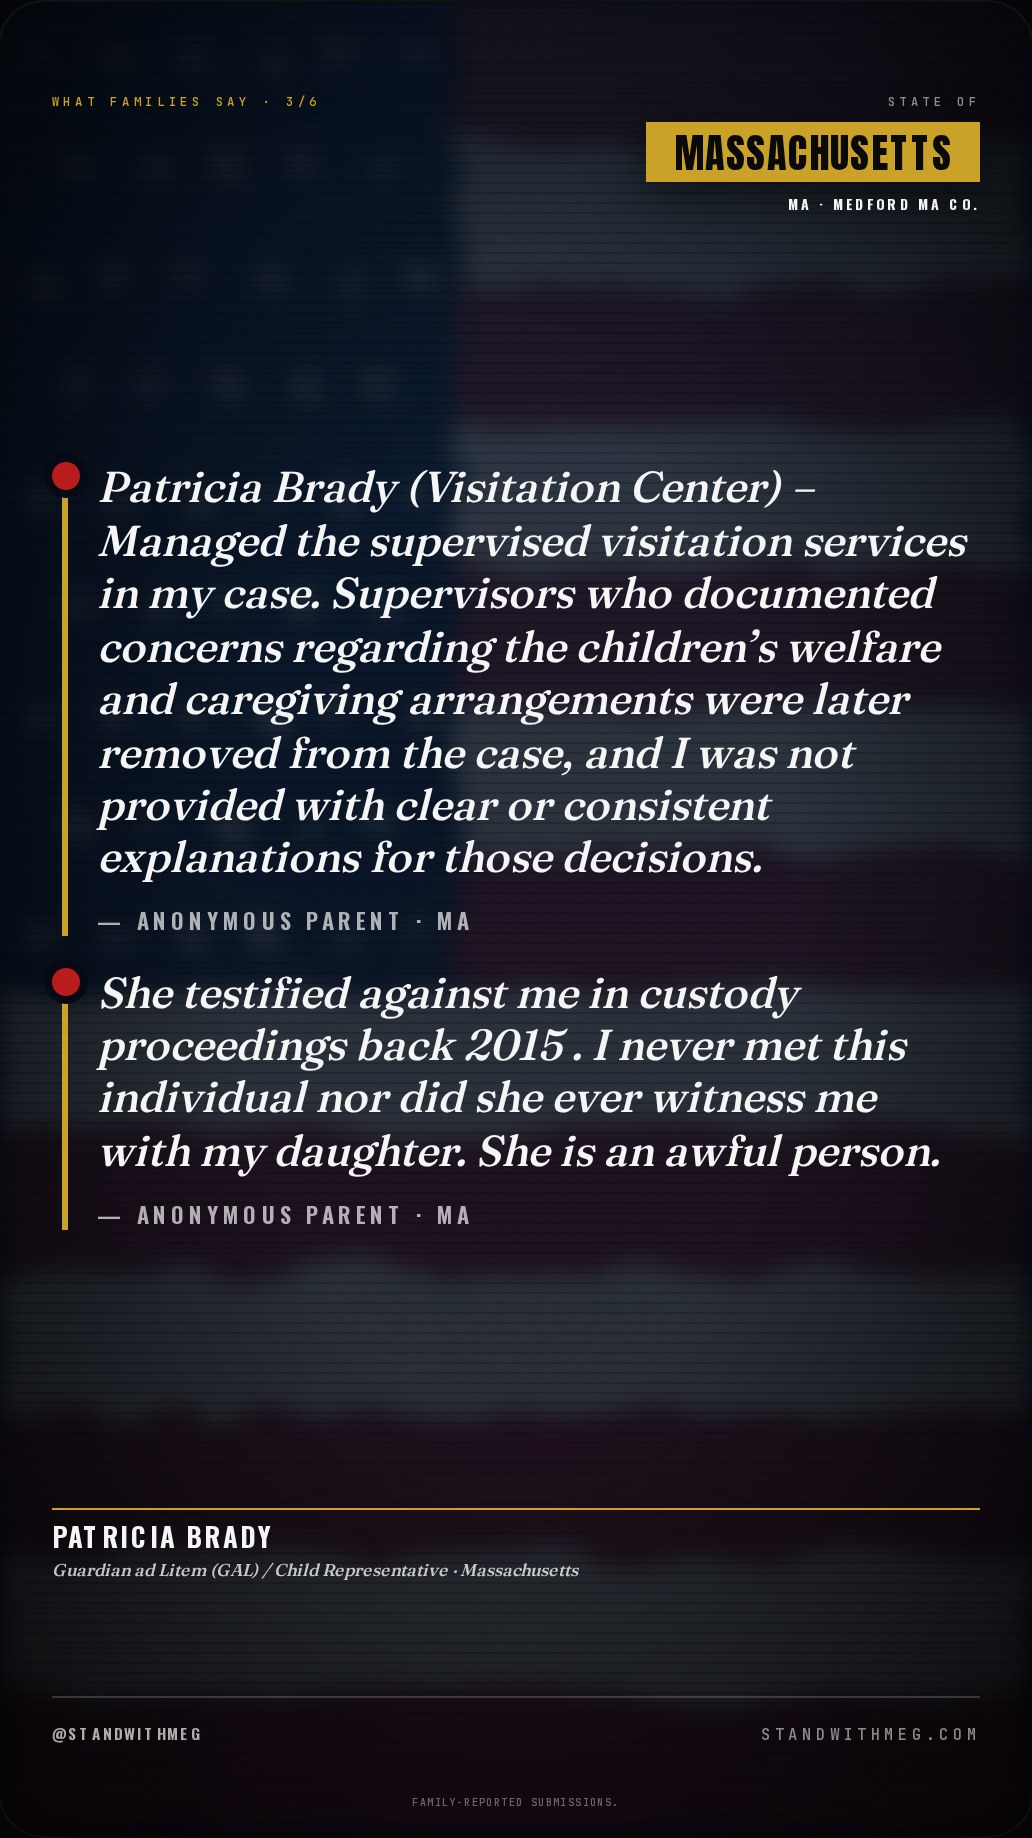 WHAT FAMILIES SAY · 3/6
STATE OF
MASSACHUSETTS
MA · MEDFORD MA CO.
Patricia Brady (Visitation Center) –
Managed the supervised visitation services
in my case. Supervisors who documented
concerns regarding the children’s welfare
and caregiving arrangements were later
removed from the case, and I was not
provided with clear or consistent
explanations for those decisions.
— ANONYMOUS PARENT · MA
She testified against me in custody
proceedings back 2015 . I never met this
individual nor did she ever witness me
with my daughter. She is an awful person.
— ANONYMOUS PARENT · MA
PATRICIA BRADY
Guardian ad Litem (GAL) / Child Representative · Massachusetts
@STANDWITHMEG
STANDWITHMEG.COM
FAMILY-REPORTED SUBMISSIONS.